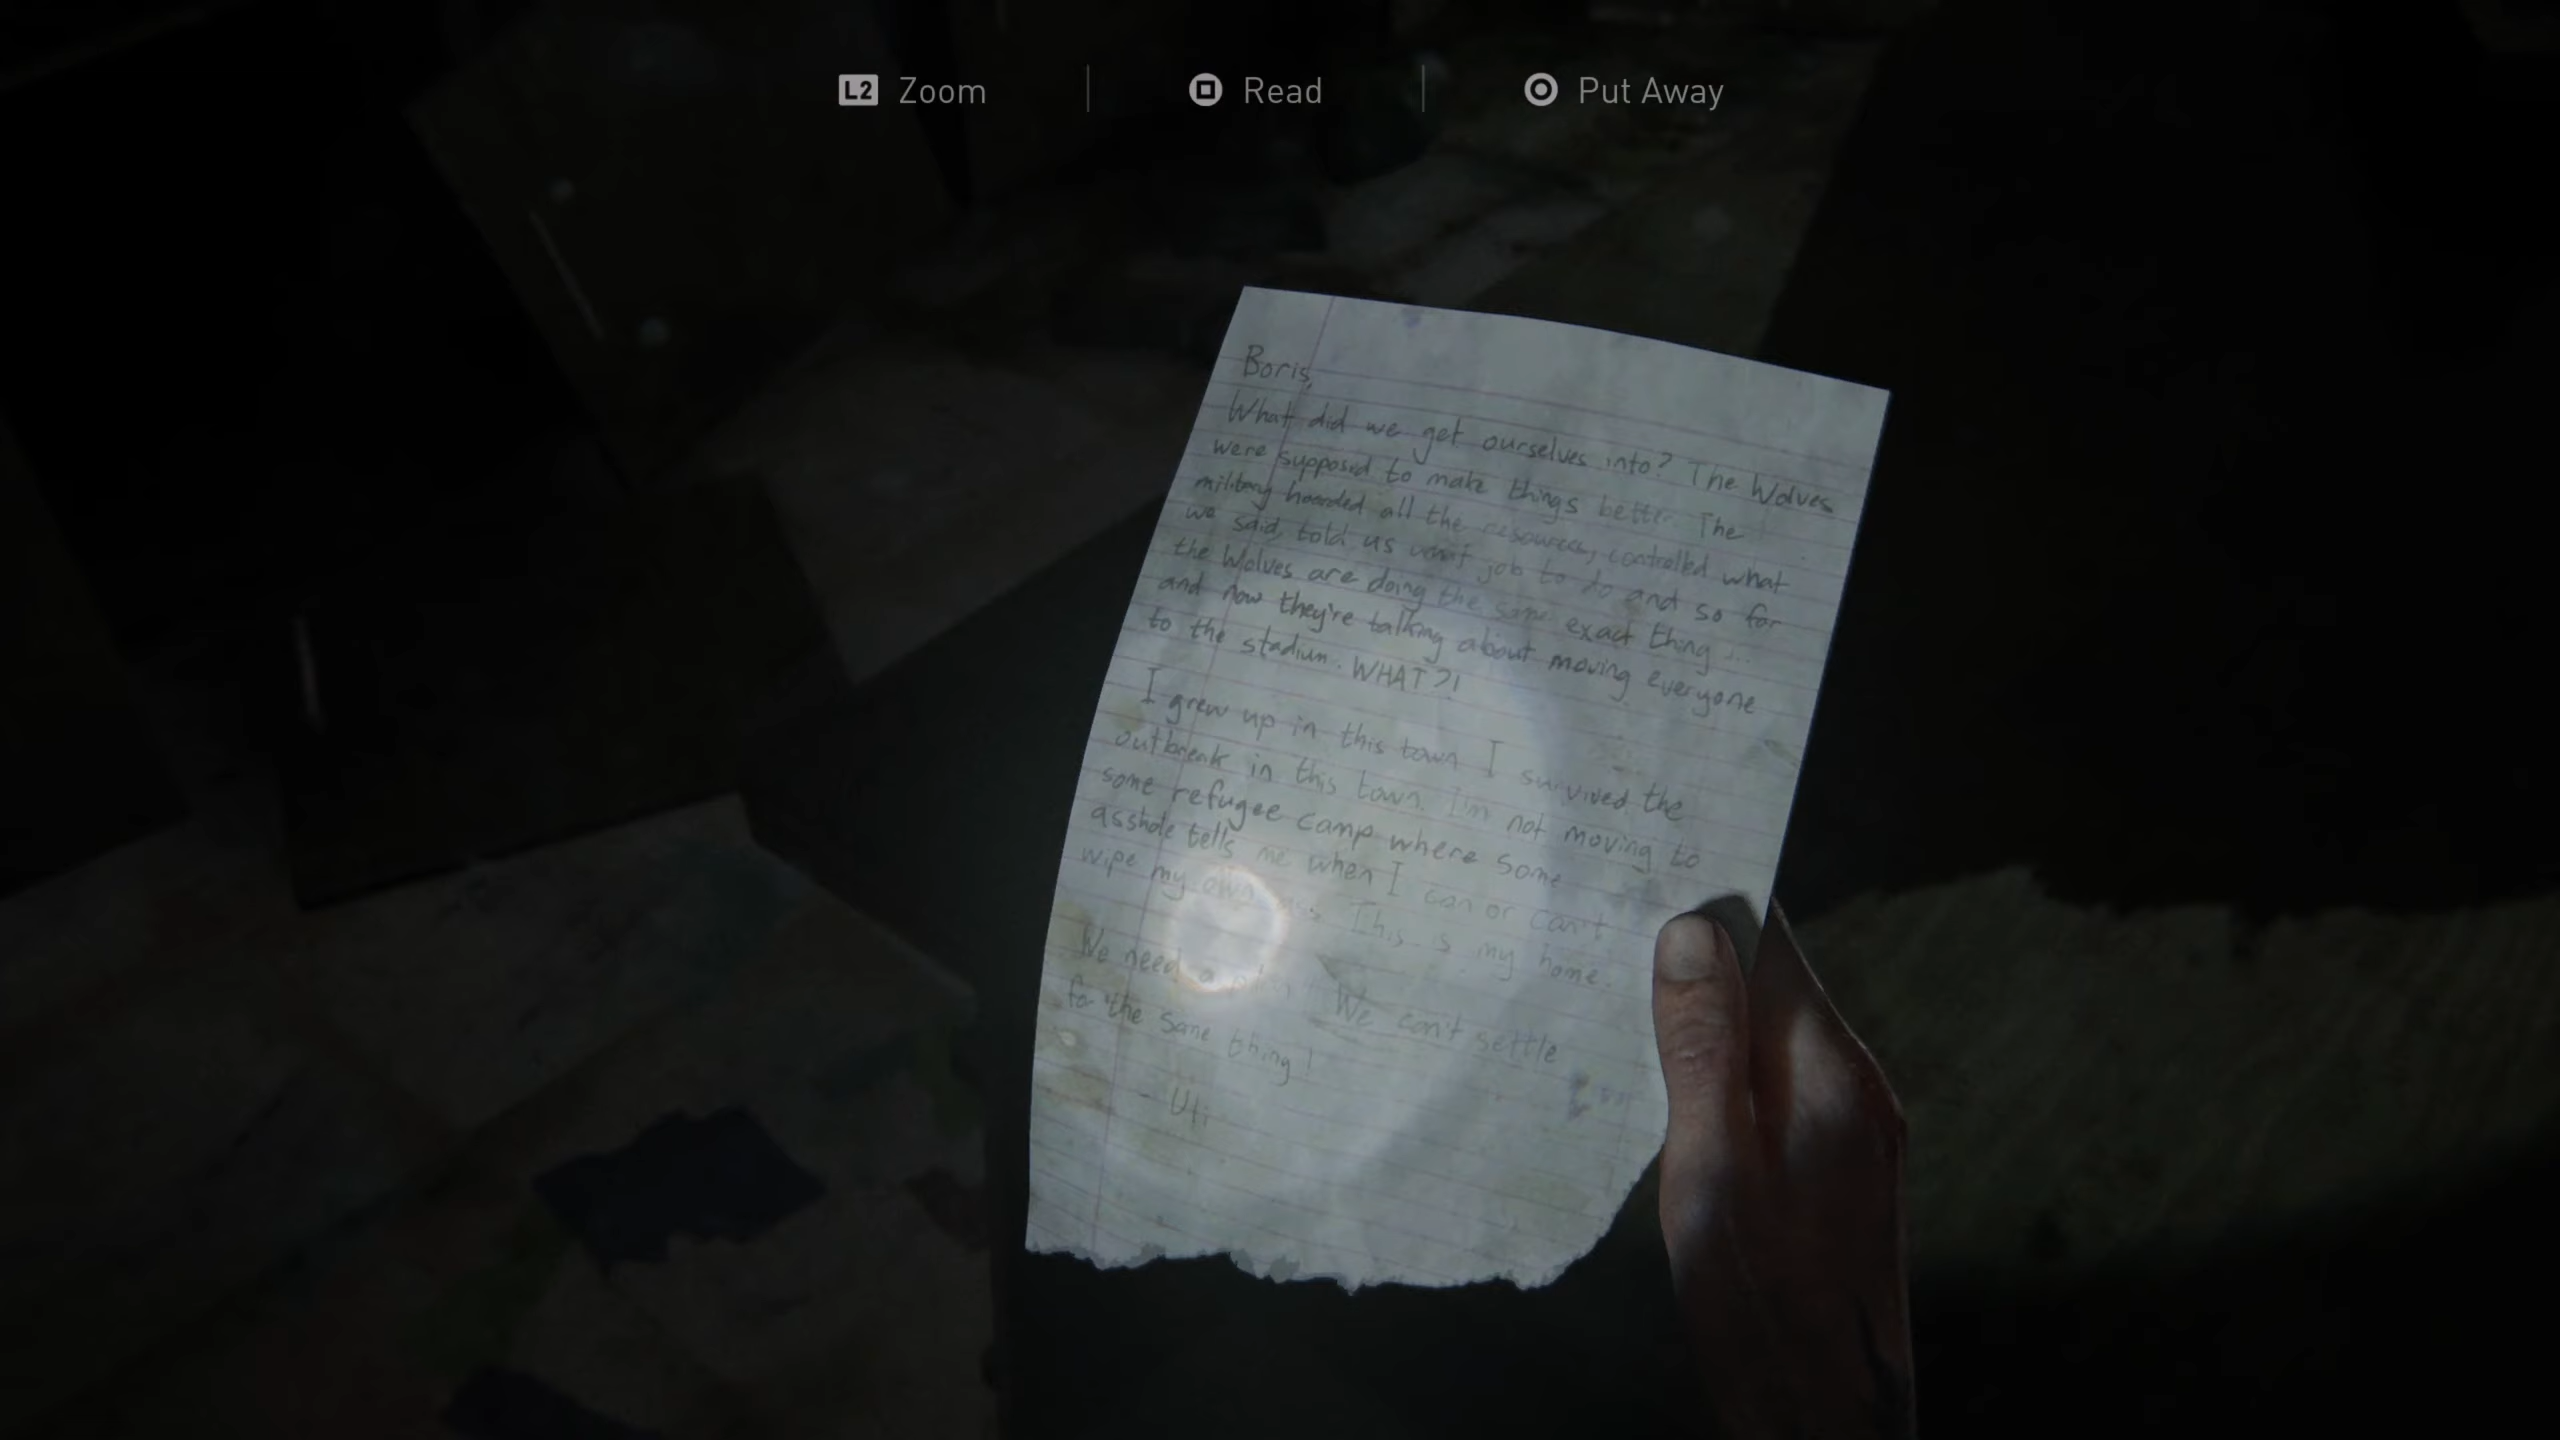 L2 Zoom | Read | Put Away
Boris,
What did we get ourselves into? The Wolves
were supposed to make things better. The
military hoarded all the resources, controlled what
we said, told us what job to do and so far
the Wolves are doing the same exact thing...
and now they're talking about moving everyone
to the stadium. WHAT?!
I grew up in this town I survived the
outbreak in this town. I'm not moving to
some refugee camp where some
asshole tells me when I can or can't
wipe my own ass. This is my home.
We need a plan. We can't settle
for the same thing!
- Uti